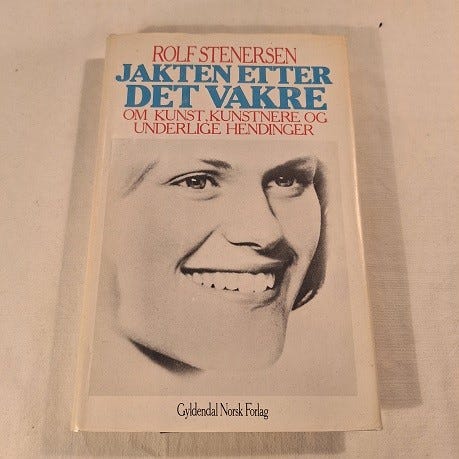 ROLF STENERSEN
JAKTEN ETTER
DET VAKRE
OM KUNST, KUNSTNERE OG
UNDERLIGE HENDINGER
Gyldendal Norsk Forlag